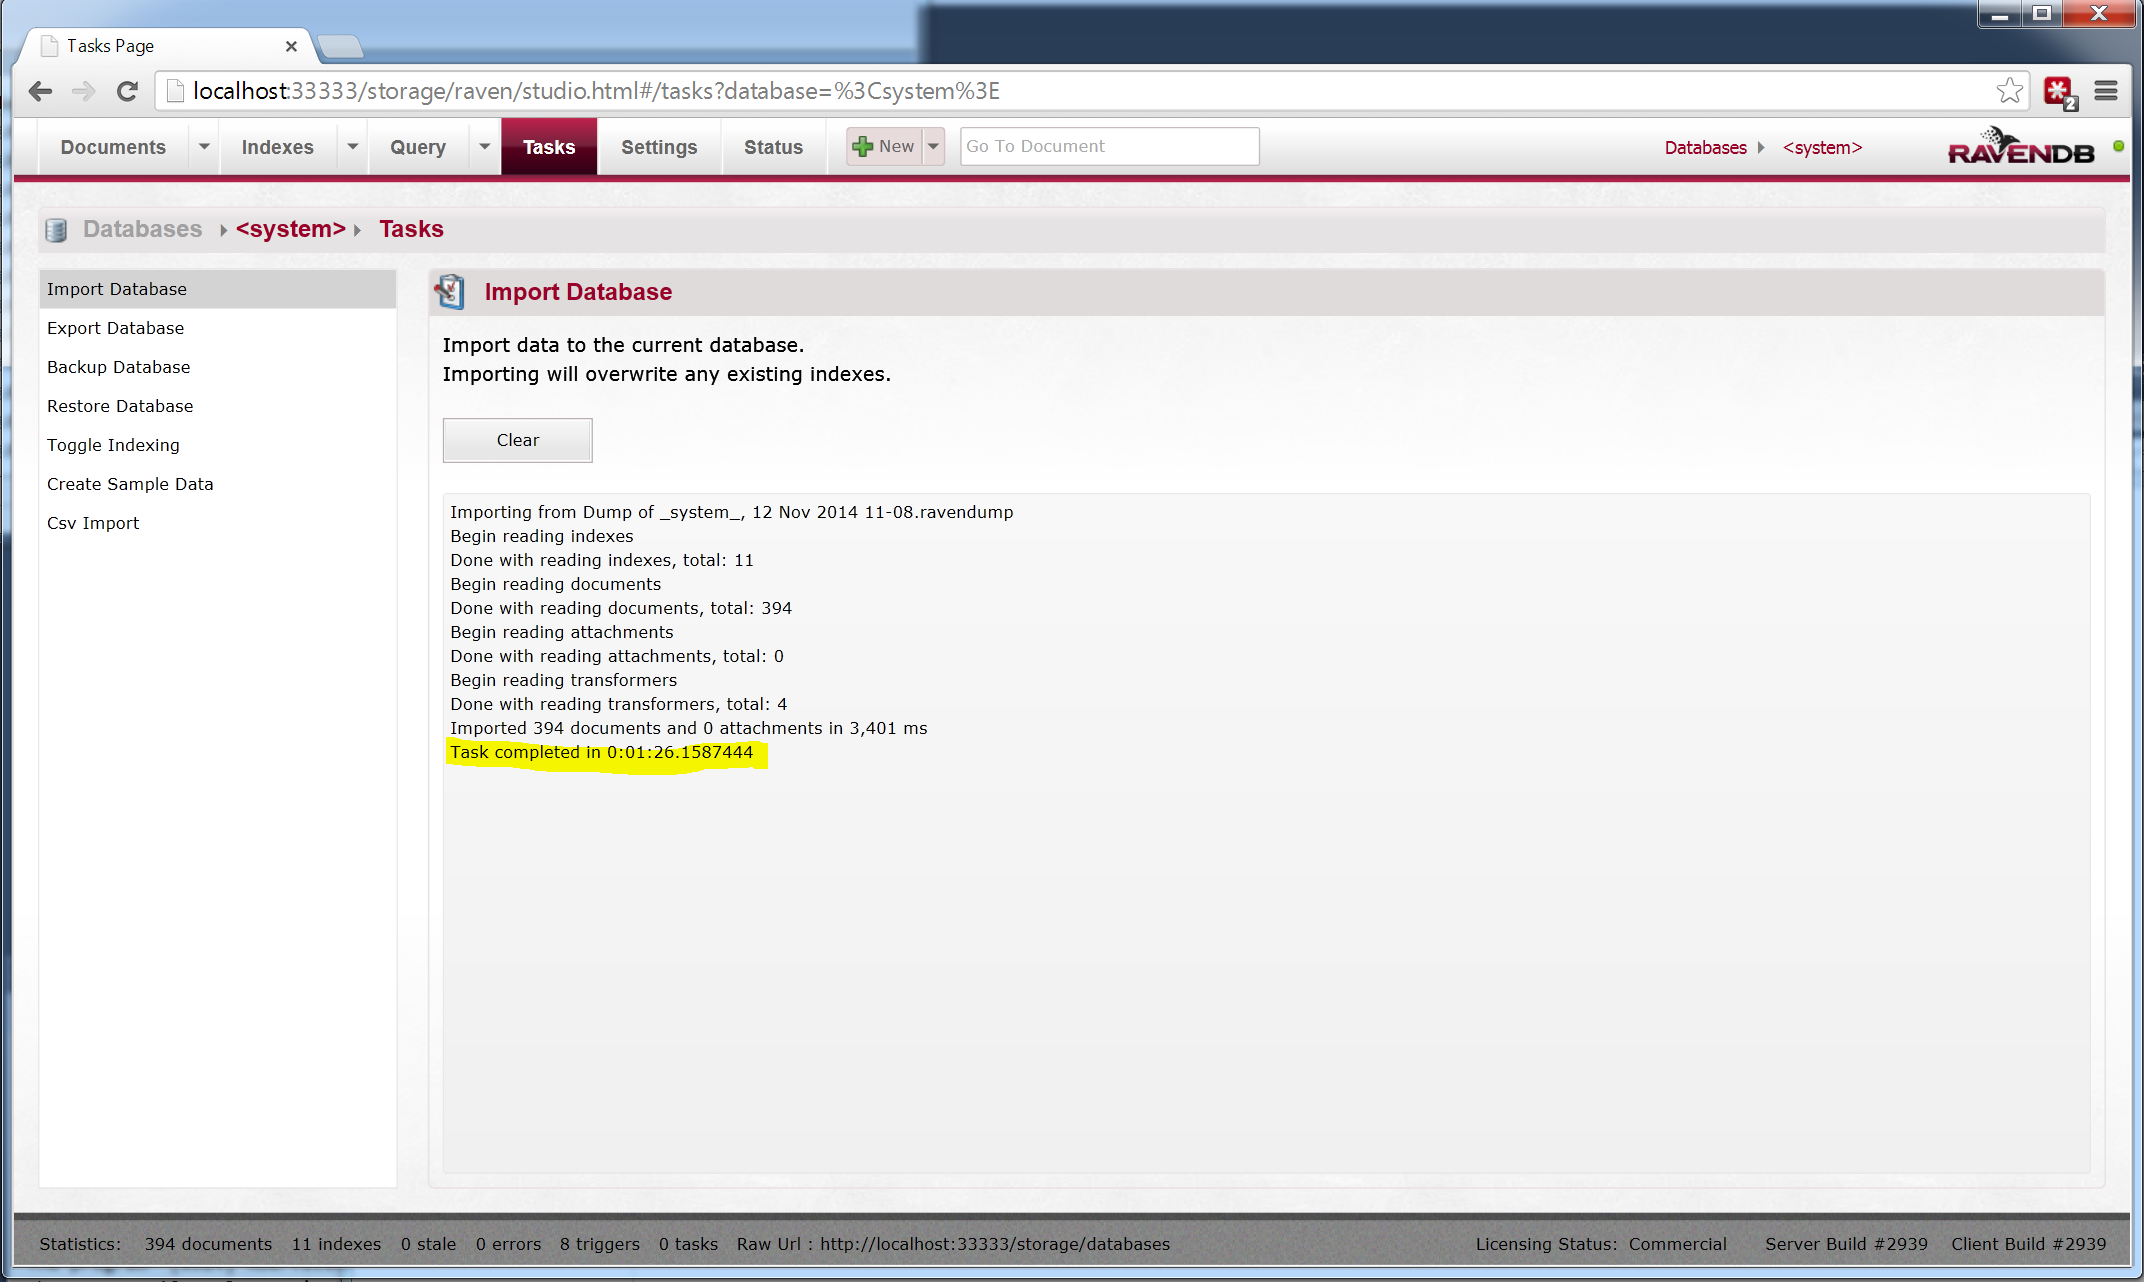 Tasks Page
localhost:33333/storage/raven/studio.html#/tasks?database=%3Csystem%3E
2
Documents Indexes Query Tasks Settings Status New Go To Document Databases <system> RAVENDB
Databases <system> Tasks
Import Database
Export Database
Backup Database
Restore Database
Toggle Indexing
Create Sample Data
Csv Import
Import Database
Import data to the current database.
Importing will overwrite any existing indexes.
Clear
Importing from Dump of _system_, 12 Nov 2014 11-08.ravendump
Begin reading indexes
Done with reading indexes, total: 11
Begin reading documents
Done with reading documents, total: 394
Begin reading attachments
Done with reading attachments, total: 0
Begin reading transformers
Done with reading transformers, total: 4
Imported 394 documents and 0 attachments in 3,401 ms
Task completed in 0:01:26.1587444
Statistics: 394 documents 11 indexes 0 stale 0 errors 8 triggers 0 tasks Raw Url : http://localhost:33333/storage/databases Licensing Status: Commercial Server Build #2939 Client Build #2939